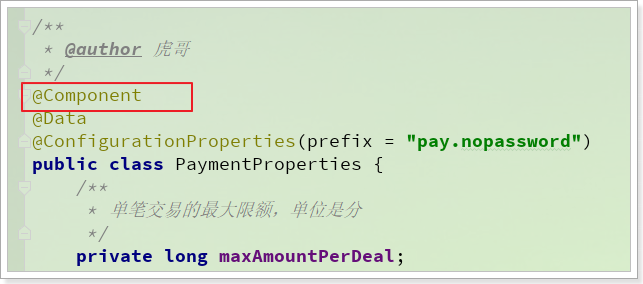 /**
* @author 虎哥
*/
@Component
@Data
@ConfigurationProperties(prefix = "pay.nopassword")
public class PaymentProperties {
/**
* 单笔交易的最大限额，单位是分
*/
private long maxAmountPerDeal;